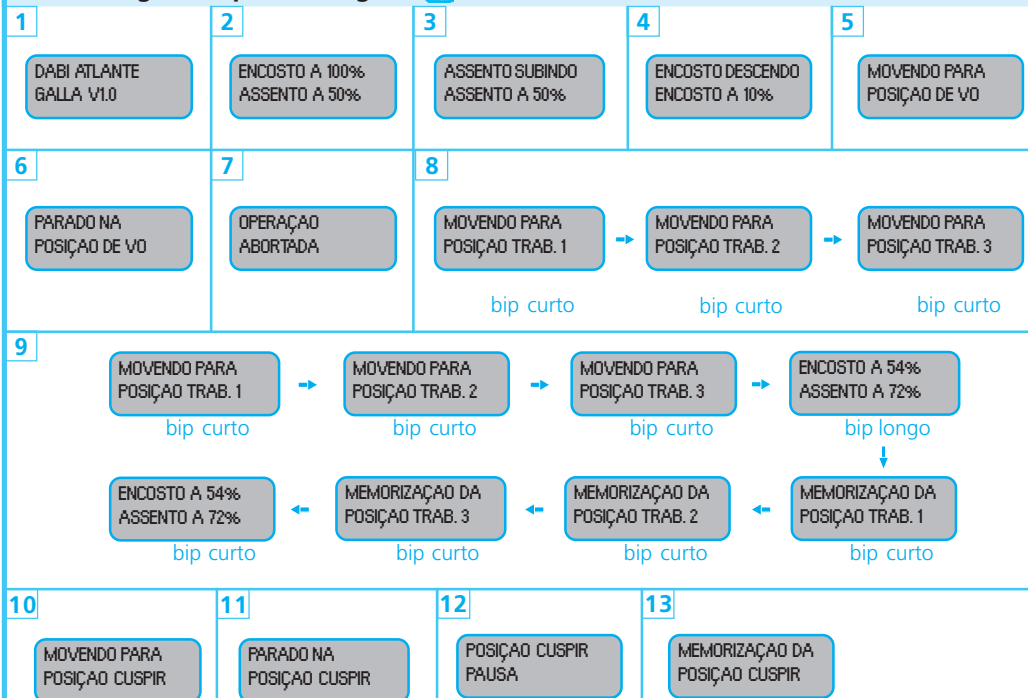 1
DABI ATLANTE
GALLA V1.0
2
ENCOSTO A 100%
ASSENTO A 50%
3
ASSENTO SUBINDO
ASSENTO A 50%
4
ENCOSTO DESCENDO
ENCOSTO A 10%
5
MOVENDO PARA
POSIÇAO DE VO
6
PARADO NA
POSIÇAO DE VO
7
OPERAÇAO
ABORTADA
8
MOVENDO PARA
POSIÇAO TRAB. 1
MOVENDO PARA
POSIÇAO TRAB. 2
MOVENDO PARA
POSIÇAO TRAB. 3
bip curto
bip curto
bip curto
9
MOVENDO PARA
POSIÇAO TRAB. 1
bip curto
MOVENDO PARA
POSIÇAO TRAB. 2
bip curto
MOVENDO PARA
POSIÇAO TRAB. 3
bip curto
ENCOSTO A 54%
ASSENTO A 72%
bip longo
MEMORIZAÇAO DA
POSIÇAO TRAB. 1
bip curto
MEMORIZAÇAO DA
POSIÇAO TRAB. 2
bip curto
MEMORIZAÇAO DA
POSIÇAO TRAB. 3
bip curto
ENCOSTO A 54%
ASSENTO A 72%
bip curto
10
MOVENDO PARA
POSIÇAO CUSPIR
11
PARADO NA
POSIÇAO CUSPIR
12
POSIÇAO CUSPIR
PAUSA
13
MEMORIZAÇAO DA
POSIÇAO CUSPIR